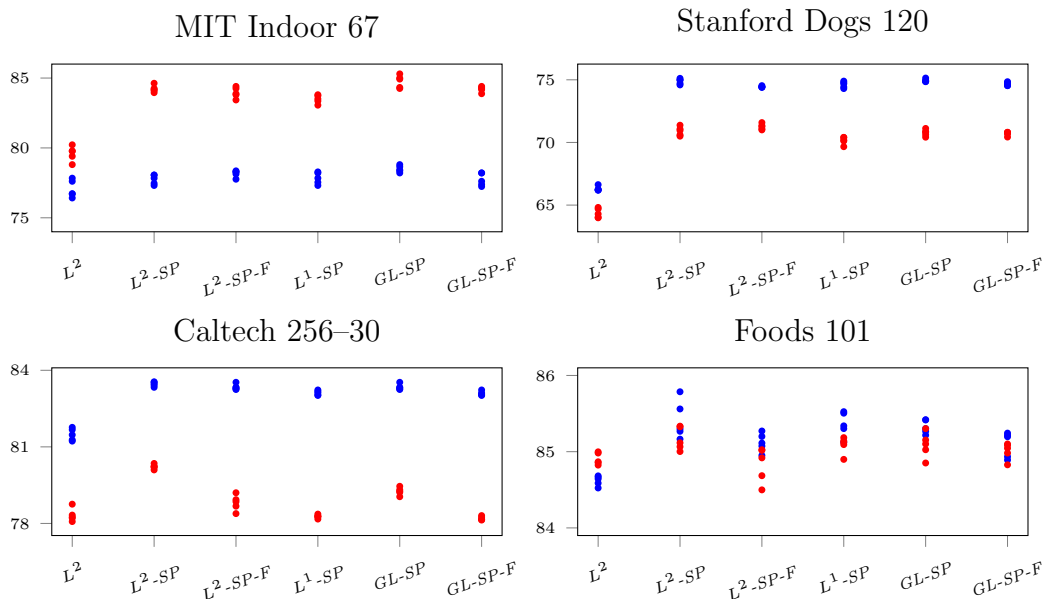 MIT Indoor 67
85
80
75
L²
L²-SP
L²-SP-F
L¹-SP
GL-SP
GL-SP-F
Stanford Dogs 120
75
70
65
L²
L²-SP
L²-SP-F
L¹-SP
GL-SP
GL-SP-F
Caltech 256–30
84
81
78
L²
L²-SP
L²-SP-F
L¹-SP
GL-SP
GL-SP-F
Foods 101
86
85
84
L²
L²-SP
L²-SP-F
L¹-SP
GL-SP
GL-SP-F